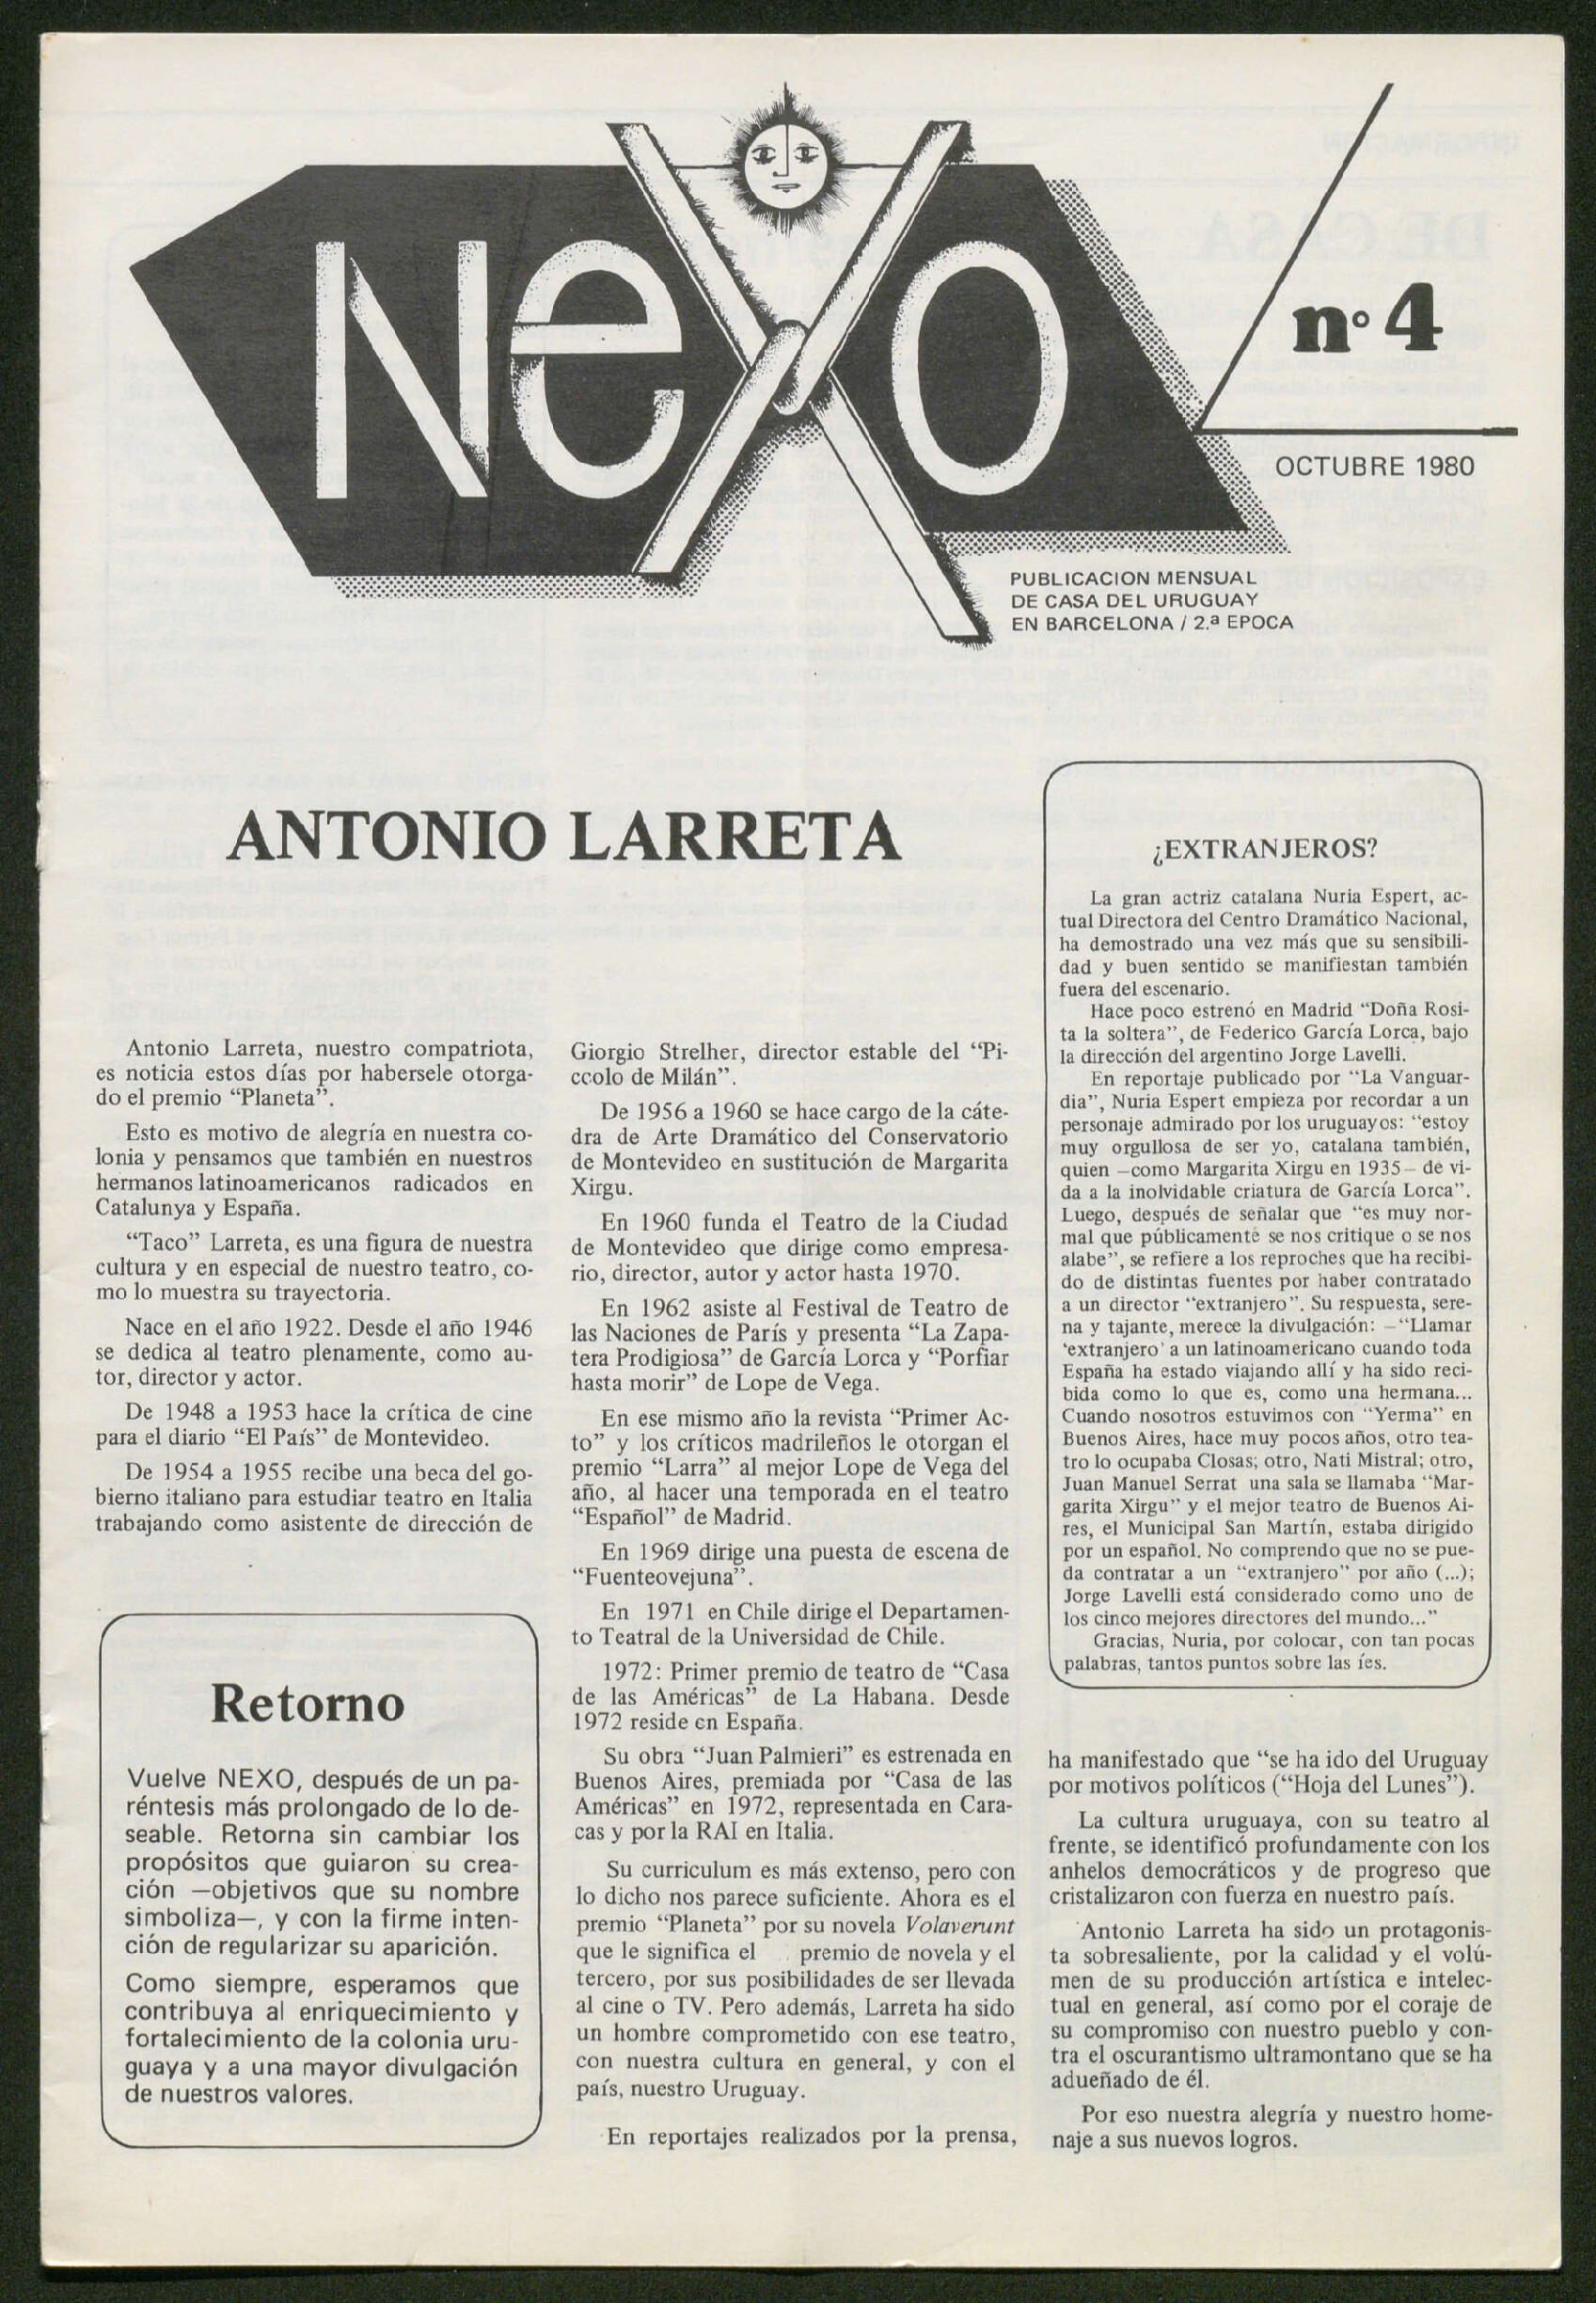 NeXo
nº 4
OCTUBRE 1980
PUBLICACION MENSUAL
DE CASA DEL URUGUAY
EN BARCELONA / 2.ª EPOCA
ANTONIO LARRETA
Antonio Larreta, nuestro compatriota,
es noticia estos días por habersele otorga-
do el premio “Planeta”.
Esto es motivo de alegría en nuestra co-
lonia y pensamos que también en nuestros
hermanos latinoamericanos radicados en
Catalunya y España.
“Taco” Larreta, es una figura de nuestra
cultura y en especial de nuestro teatro, co-
mo lo muestra su trayectoria.
Nace en el año 1922. Desde el año 1946
se dedica al teatro plenamente, como au-
tor, director y actor.
De 1948 a 1953 hace la crítica de cine
para el diario “El País” de Montevideo.
De 1954 a 1955 recibe una beca del go-
bierno italiano para estudiar teatro en Italia
trabajando como asistente de dirección de
Giorgio Strelher, director estable del “Pi-
ccolo de Milán”.
De 1956 a 1960 se hace cargo de la cáte-
dra de Arte Dramático del Conservatorio
de Montevideo en sustitución de Margarita
Xirgu.
En 1960 funda el Teatro de la Ciudad
de Montevideo que dirige como empresa-
rio, director, autor y actor hasta 1970.
En 1962 asiste al Festival de Teatro de
las Naciones de París y presenta “La Zapa-
tera Prodigiosa” de García Lorca y “Porfiar
hasta morir” de Lope de Vega.
En ese mismo año la revista “Primer Ac-
to” y los críticos madrileños le otorgan el
premio “Larra” al mejor Lope de Vega del
año, al hacer una temporada en el teatro
“Español” de Madrid.
En 1969 dirige una puesta de escena de
“Fuenteovejuna”.
En 1971 en Chile dirige el Departamen-
to Teatral de la Universidad de Chile.
1972: Primer premio de teatro de “Casa
de las Américas” de La Habana. Desde
1972 reside en España.
Su obra “Juan Palmieri” es estrenada en
Buenos Aires, premiada por “Casa de las
Américas” en 1972, representada en Cara-
cas y por la RAI en Italia.
Su curriculum es más extenso, pero con
lo dicho nos parece suficiente. Ahora es el
premio “Planeta” por su novela Volaverunt
que le significa el premio de novela y el
tercero, por sus posibilidades de ser llevada
al cine o TV. Pero además, Larreta ha sido
un hombre comprometido con ese teatro,
con nuestra cultura en general, y con el
país, nuestro Uruguay.
En reportajes realizados por la prensa,
ha manifestado que “se ha ido del Uruguay
por motivos políticos (“Hoja del Lunes”).
La cultura uruguaya, con su teatro al
frente, se identificó profundamente con los
anhelos democráticos y de progreso que
cristalizaron con fuerza en nuestro país.
Antonio Larreta ha sido un protagonis-
ta sobresaliente, por la calidad y el volú-
men de su producción artística e intelec-
tual en general, así como por el coraje de
su compromiso con nuestro pueblo y con-
tra el oscurantismo ultramontano que se ha
adueñado de él.
Por eso nuestra alegría y nuestro home-
naje a sus nuevos logros.
¿EXTRANJEROS?
La gran actriz catalana Nuria Espert, ac-
tual Directora del Centro Dramático Nacional,
ha demostrado una vez más que su sensibili-
dad y buen sentido se manifiestan también
fuera del escenario.
Hace poco estrenó en Madrid “Doña Rosi-
ta la soltera”, de Federico García Lorca, bajo
la dirección del argentino Jorge Lavelli.
En reportaje publicado por “La Vanguar-
dia”, Nuria Espert empieza por recordar a un
personaje admirado por los uruguayos: “estoy
muy orgullosa de ser yo, catalana también,
quien —como Margarita Xirgu en 1935— de vi-
da a la inolvidable criatura de García Lorca”.
Luego, después de señalar que “es muy nor-
mal que públicamente se nos critique o se nos
alabe”, se refiere a los reproches que ha recibi-
do de distintas fuentes por haber contratado
a un director “extranjero”. Su respuesta, sere-
na y tajante, merece la divulgación: —“Llamar
‘extranjero’ a un latinoamericano cuando toda
España ha estado viajando allí y ha sido reci-
bida como lo que es, como una hermana...
Cuando nosotros estuvimos con “Yerma” en
Buenos Aires, hace muy pocos años, otro tea-
tro lo ocupaba Closas; otro, Nati Mistral; otro,
Juan Manuel Serrat una sala se llamaba “Mar-
garita Xirgu” y el mejor teatro de Buenos Ai-
res, el Municipal San Martín, estaba dirigido
por un español. No comprendo que no se pue-
da contratar a un “extranjero” por año (...);
Jorge Lavelli está considerado como uno de
los cinco mejores directores del mundo...”
Gracias, Nuria, por colocar, con tan pocas
palabras, tantos puntos sobre las íes.
Retorno
Vuelve NEXO, después de un pa-
réntesis más prolongado de lo de-
seable. Retorna sin cambiar los
propósitos que guiaron su crea-
ción —objetivos que su nombre
simboliza—, y con la firme inten-
ción de regularizar su aparición.
Como siempre, esperamos que
contribuya al enriquecimiento y
fortalecimiento de la colonia uru-
guaya y a una mayor divulgación
de nuestros valores.